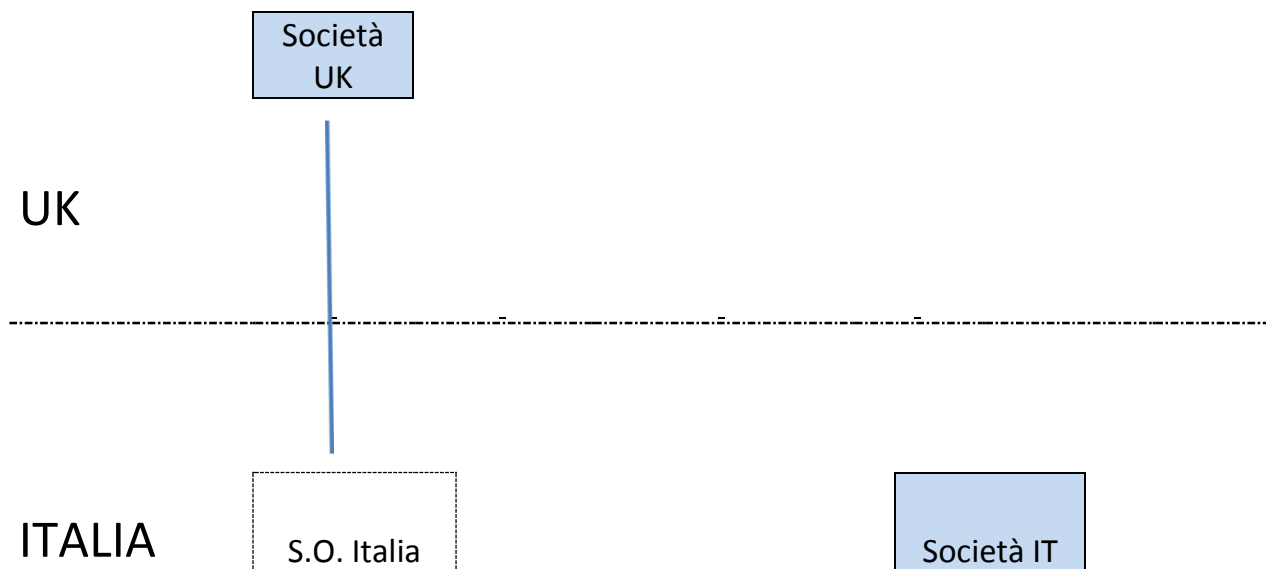 Società
UK
UK
ITALIA
S.O. Italia
Società IT